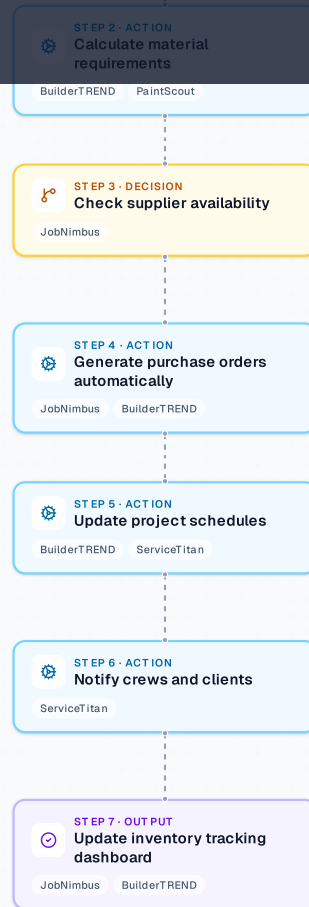 STEP 2 · ACTION
Calculate material
requirements
BuilderTREND PaintScout
STEP 3 · DECISION
Check supplier availability
JobNimbus
STEP 4 · ACTION
Generate purchase orders
automatically
JobNimbus BuilderTREND
STEP 5 · ACTION
Update project schedules
BuilderTREND ServiceTitan
STEP 6 · ACTION
Notify crews and clients
ServiceTitan
STEP 7 · OUTPUT
Update inventory tracking
dashboard
JobNimbus BuilderTREND